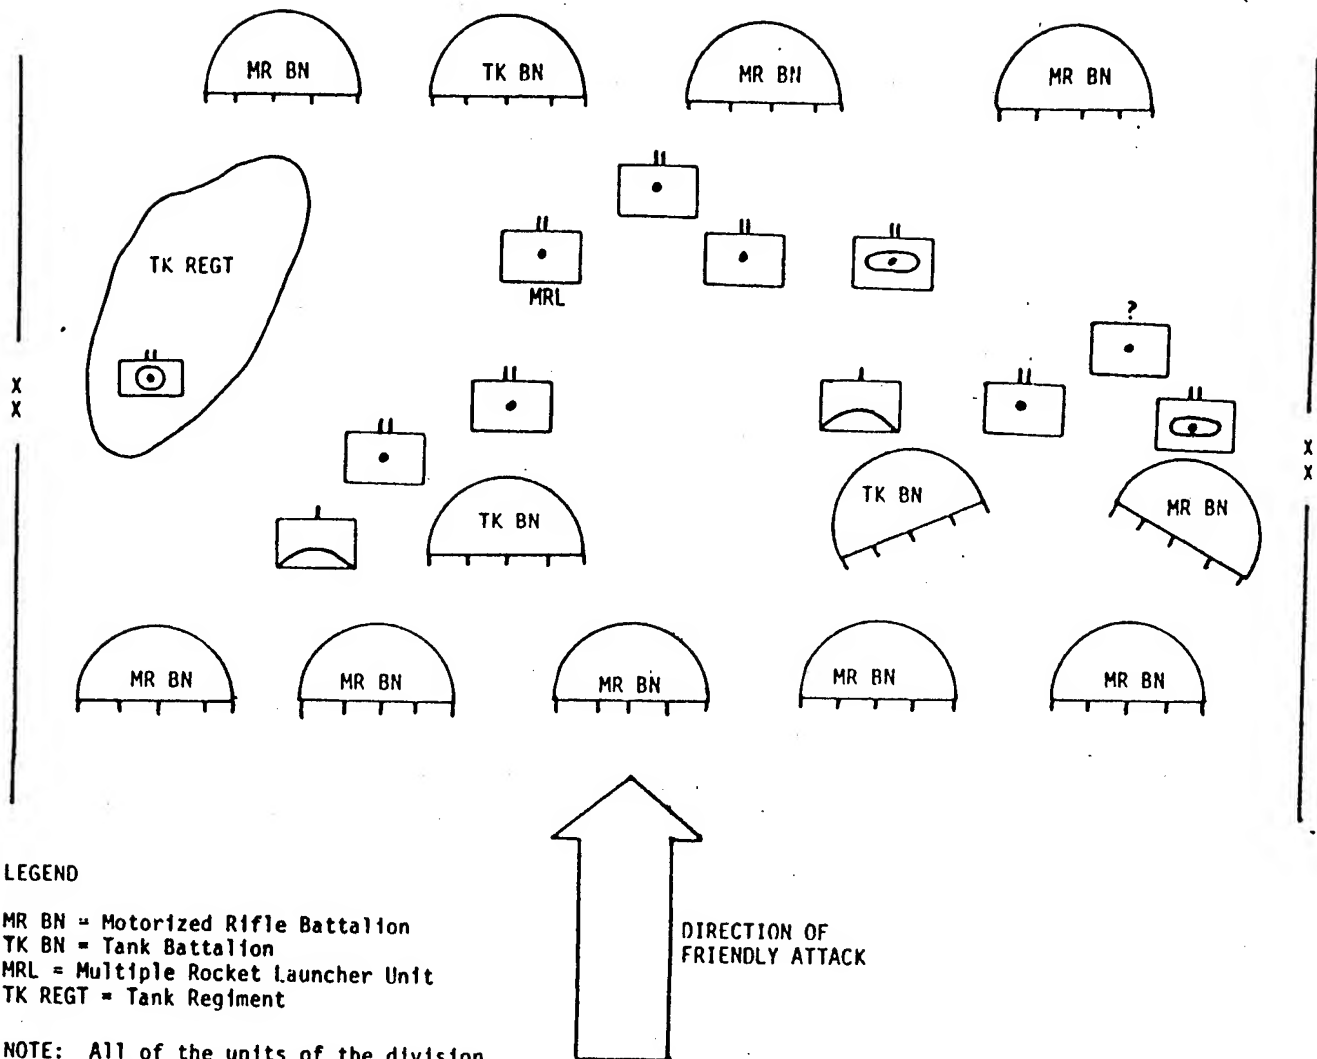 MR BN
TK BN
MR BN
MR BN
TK REGT
MRL
?
X
X
X
X
TK BN
TK BN
MR BN
MR BN
MR BN
MR BN
MR BN
MR BN
DIRECTION OF
FRIENDLY ATTACK
LEGEND
MR BN = Motorized Rifle Battalion
TK BN = Tank Battalion
MRL = Multiple Rocket Launcher Unit
TK REGT = Tank Regiment
NOTE: All of the units of the division